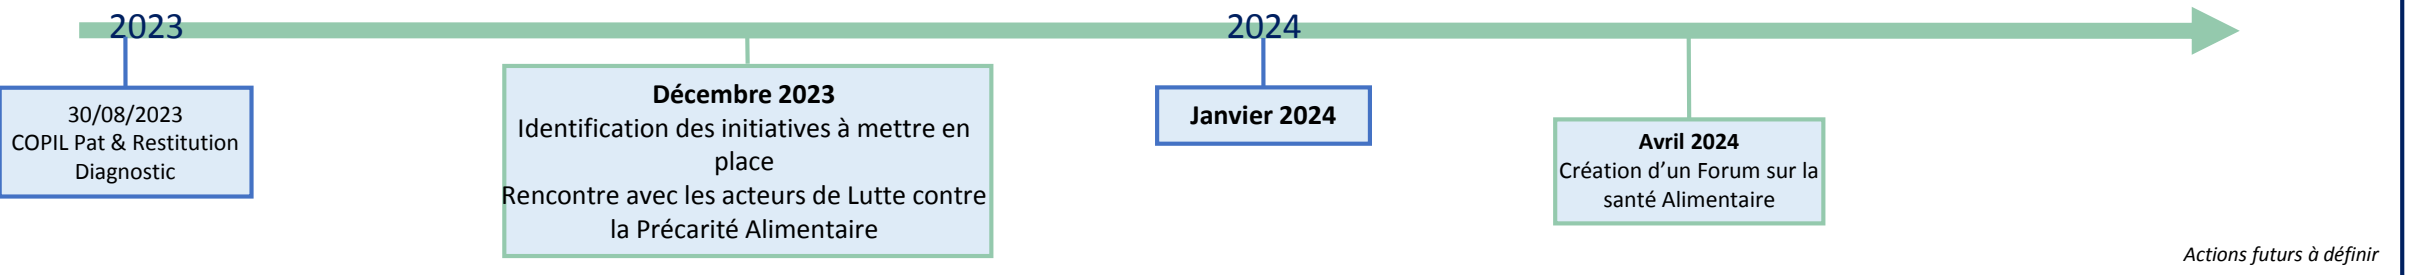 2023
2024
30/08/2023
COPIL Pat & Restitution
Diagnostic
Décembre 2023
Identification des initiatives à mettre en
place
Rencontre avec les acteurs de Lutte contre
la Précarité Alimentaire
Janvier 2024
Avril 2024
Création d’un Forum sur la
santé Alimentaire
Actions futurs à définir